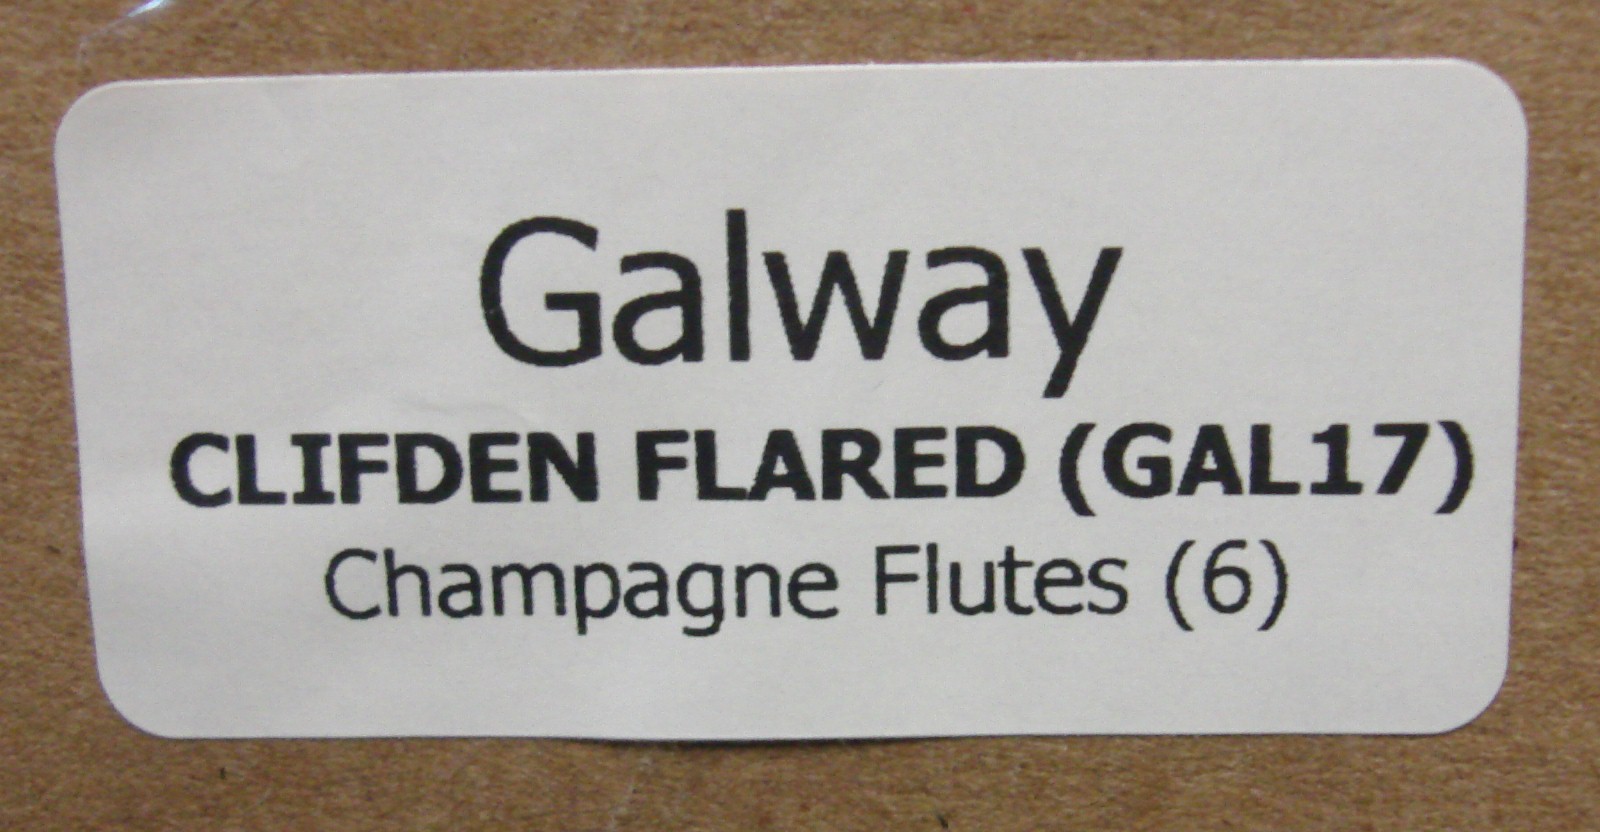 Galway
CLIFDEN FLARED (GAL17)
Champagne Flutes (6)